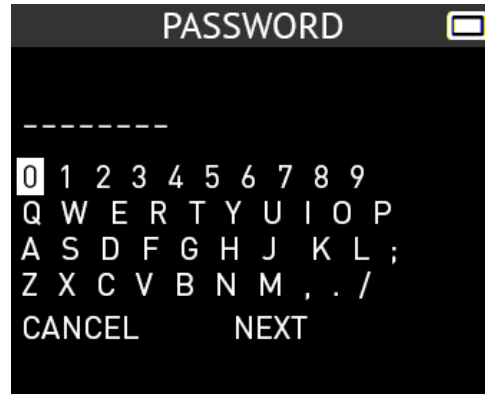 PASSWORD
--------
0 1 2 3 4 5 6 7 8 9
Q W E R T Y U I O P
A S D F G H J K L ;
Z X C V B N M , . /
CANCEL NEXT